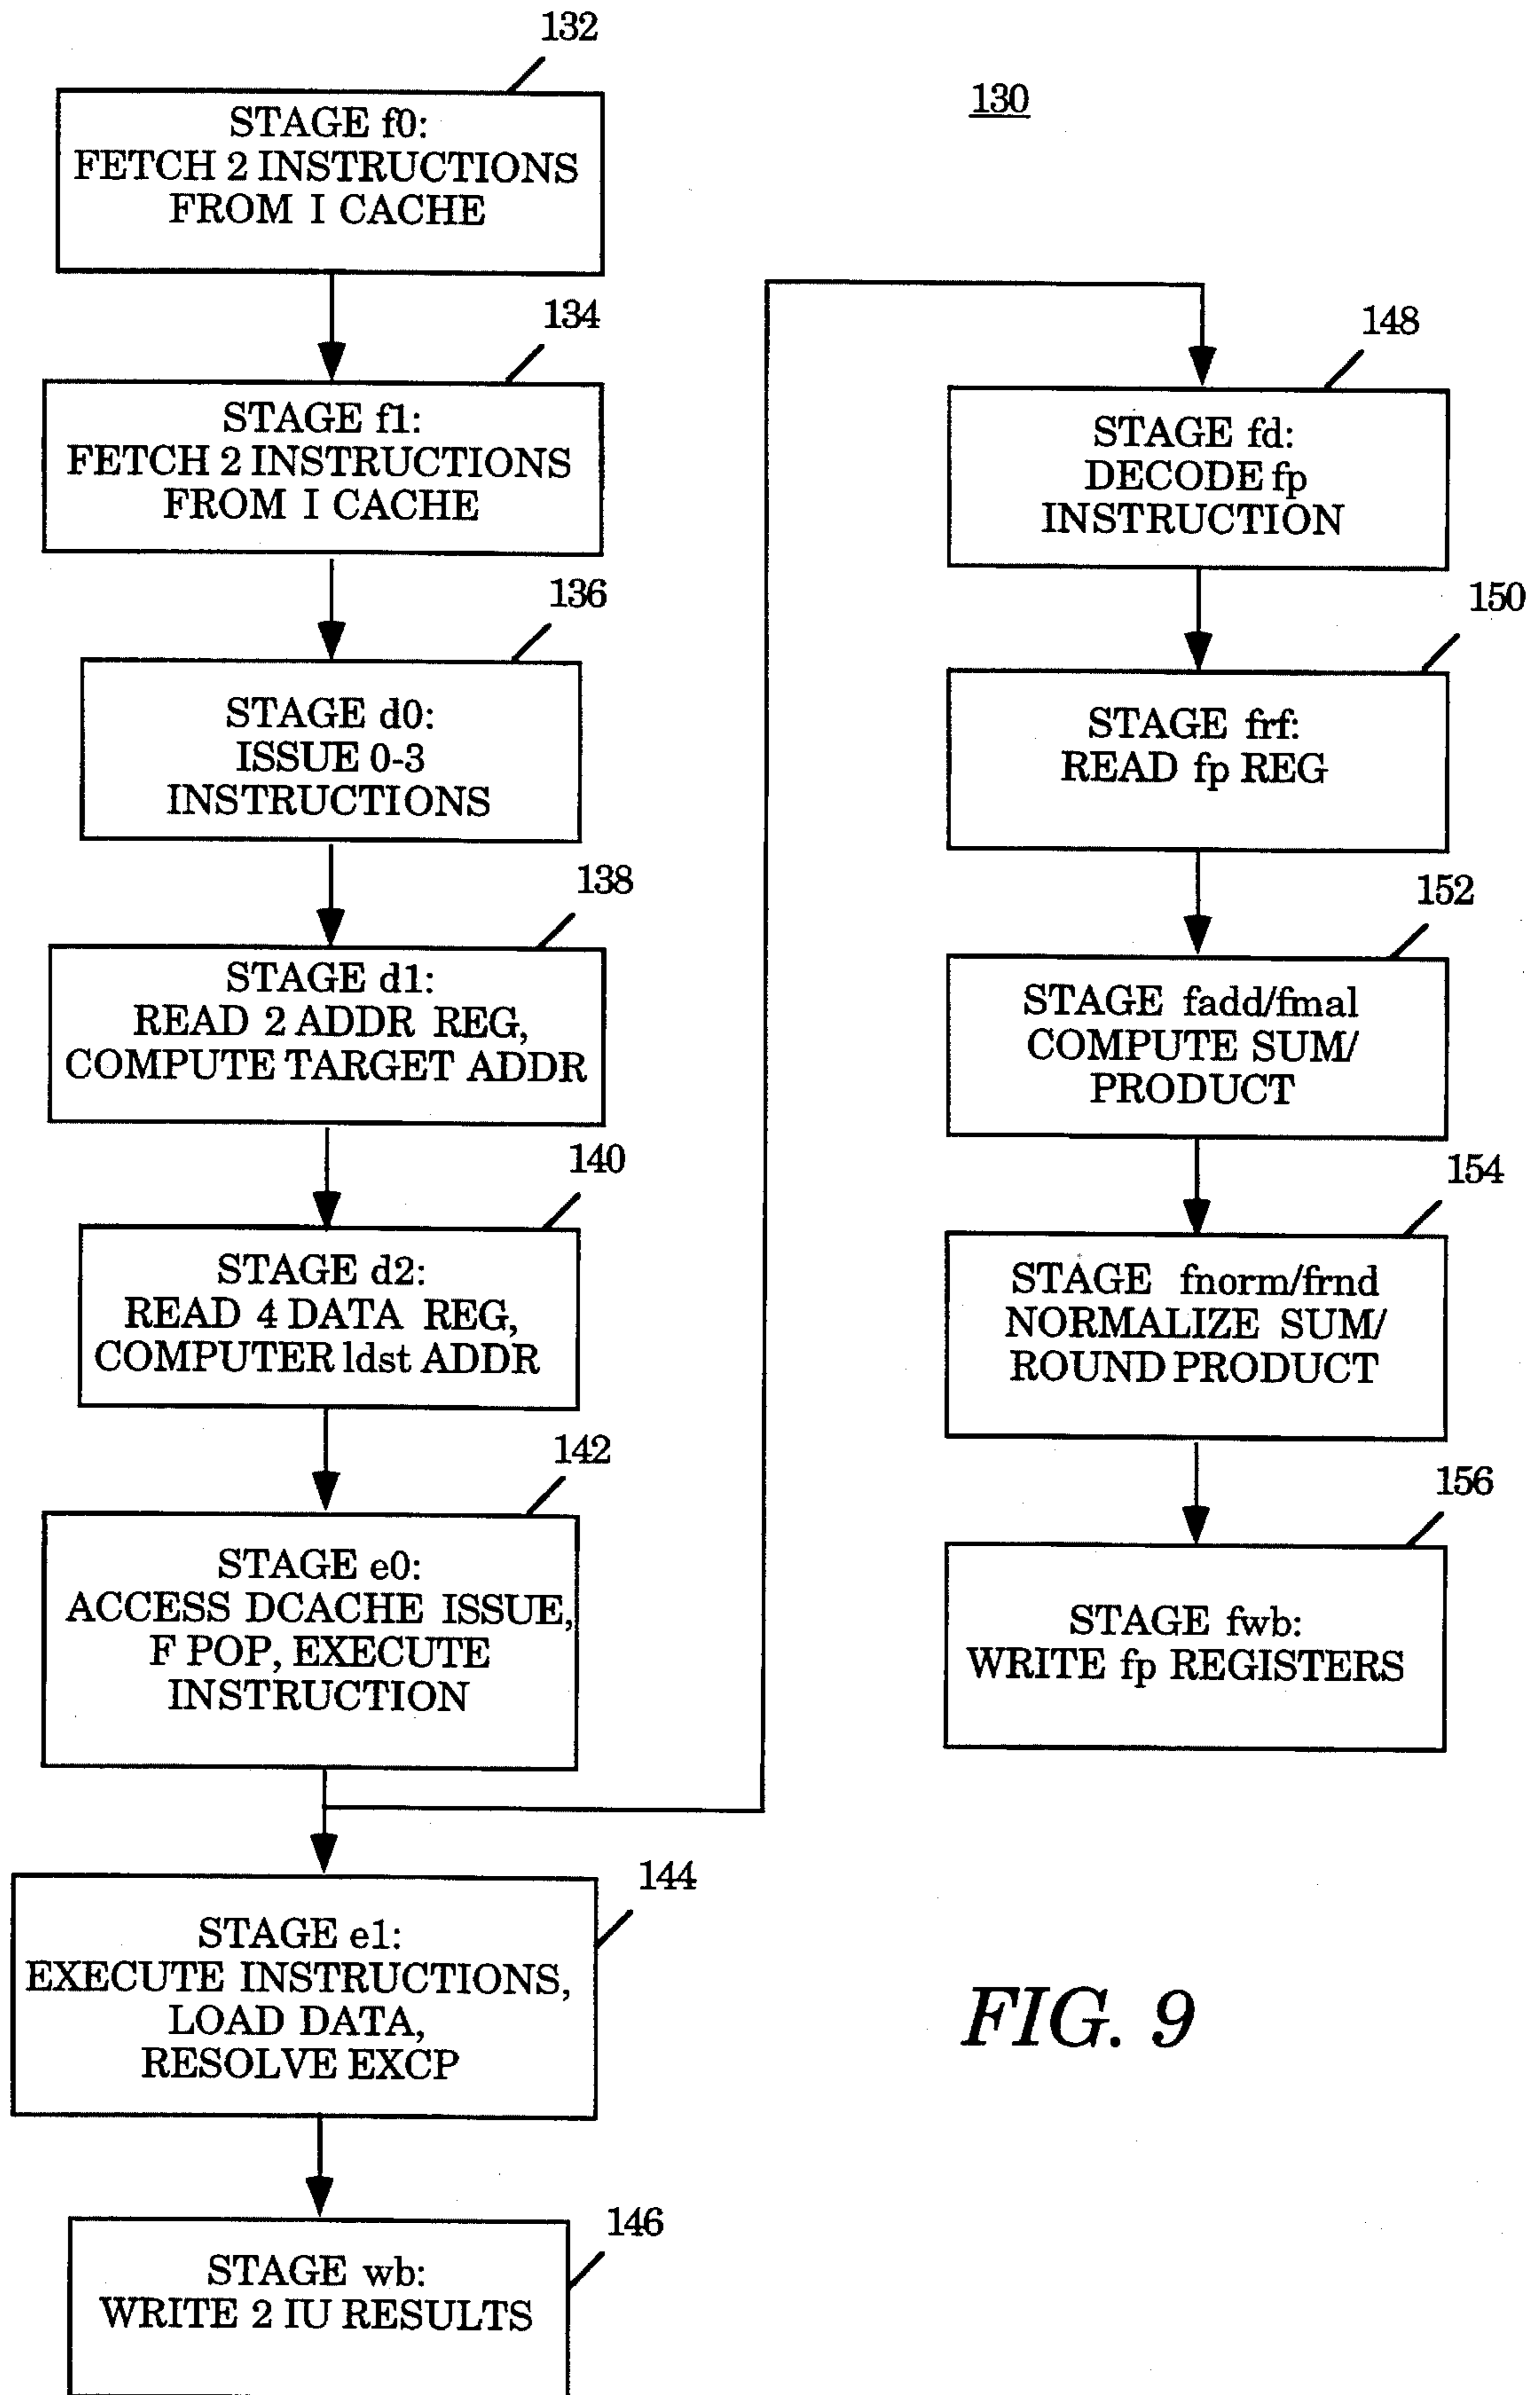 132
STAGE f0:
FETCH 2 INSTRUCTIONS
FROM I CACHE
134
STAGE f1:
FETCH 2 INSTRUCTIONS
FROM I CACHE
136
STAGE d0:
ISSUE 0-3
INSTRUCTIONS
138
STAGE d1:
READ 2 ADDR REG,
COMPUTE TARGET ADDR
140
STAGE d2:
READ 4 DATA REG,
COMPUTER ldst ADDR
142
STAGE e0:
ACCESS DCACHE ISSUE,
F POP, EXECUTE
INSTRUCTION
144
STAGE e1:
EXECUTE INSTRUCTIONS,
LOAD DATA,
RESOLVE EXCP
146
STAGE wb:
WRITE 2 IU RESULTS
130
148
STAGE fd:
DECODE fp
INSTRUCTION
150
STAGE frf:
READ fp REG
152
STAGE fadd/fmal
COMPUTE SUM/
PRODUCT
154
STAGE fnorm/frnd
NORMALIZE SUM/
ROUND PRODUCT
156
STAGE fwb:
WRITE fp REGISTERS
FIG. 9